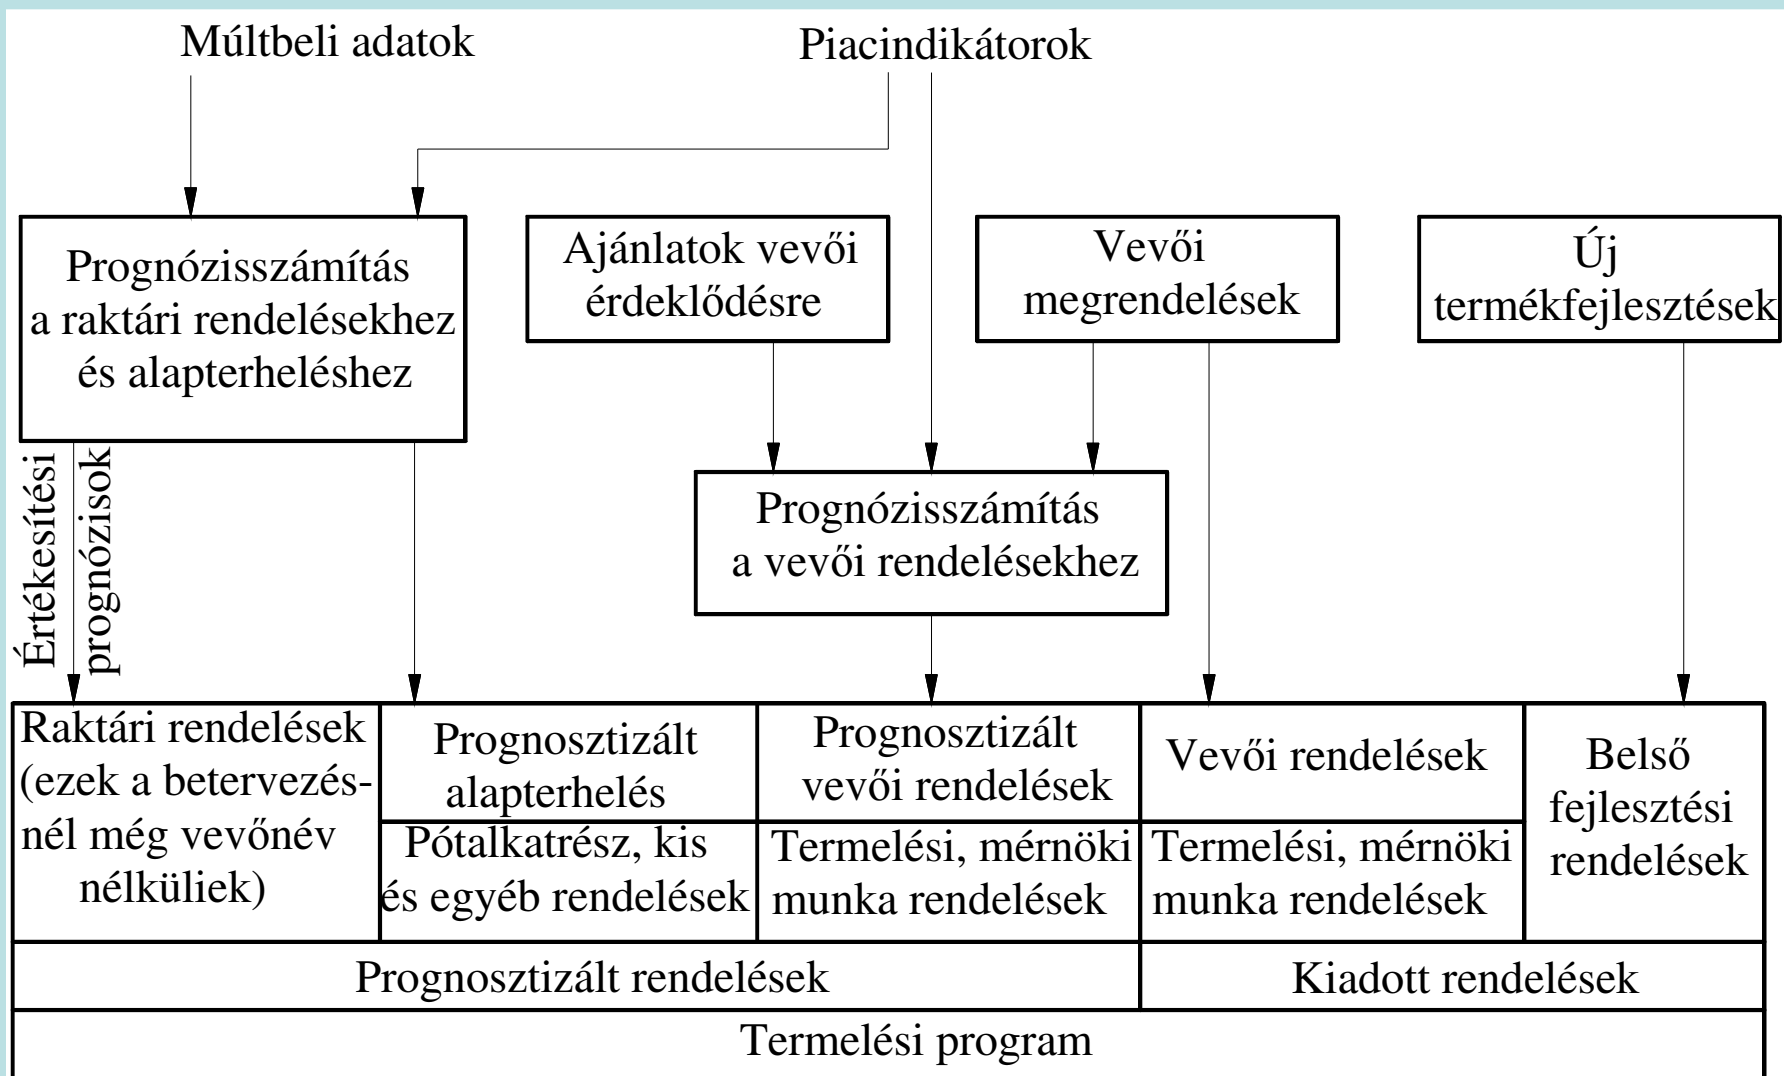 Múltbeli adatok
Piacindikátorok
Prognózisszámítás
a raktári rendelésekhez
és alapterheléshez
Ajánlatok vevői
érdeklődésre
Vevői
megrendelések
Új
termékfejlesztések
Értékesítési
prognózisok
Prognózisszámítás
a vevői rendelésekhez
Raktári rendelések
(ezek a betervezés-
nél még vevőnév
nélküliek)
Prognosztizált
alapterhelés
Pótalkatrész, kis
és egyéb rendelések
Prognosztizált
vevői rendelések
Termelési, mérnöki
munka rendelések
Vevői rendelések
Termelési, mérnöki
munka rendelések
Belső
fejlesztési
rendelések
Prognosztizált rendelések
Kiadott rendelések
Termelési program